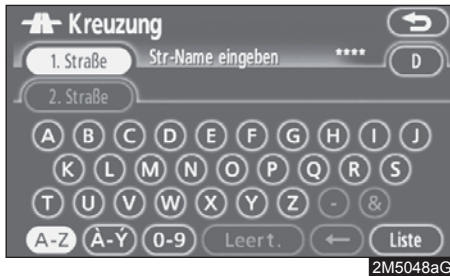 Kreuzung
1. Straße Str-Name eingeben **** D
2. Straße
A B C D E F G H I J
K L M N O P Q R S
T U V W X Y Z - &
A-Z À-Ý 0-9 Leert. ← Liste
2M5048aG